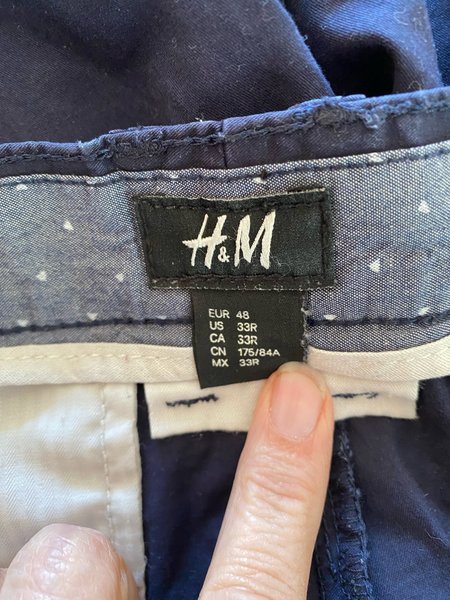 H&M
EUR 48
US 33R
CA 33R
CN 175/84A
MX 33R